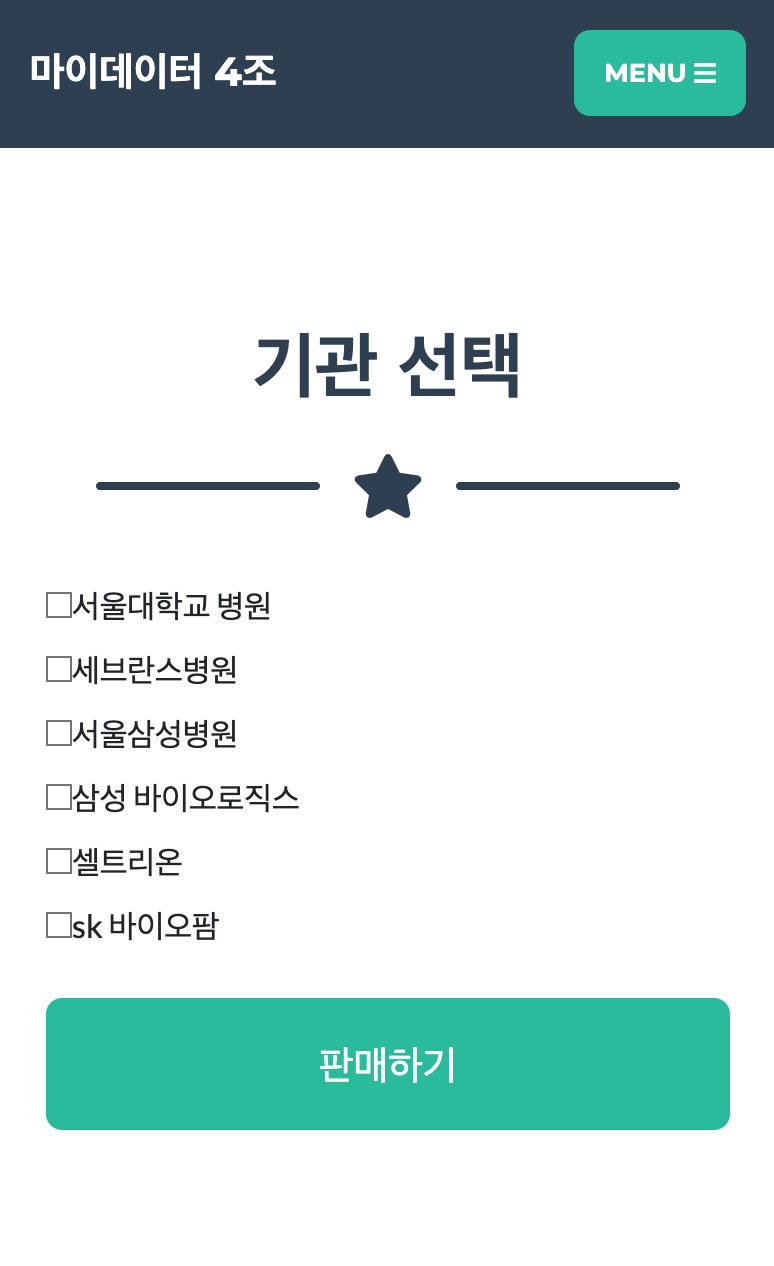 마이데이터 4조
MENU ☰
기관 선택
서울대학교 병원
세브란스병원
서울삼성병원
삼성 바이오로직스
셀트리온
sk 바이오팜
판매하기